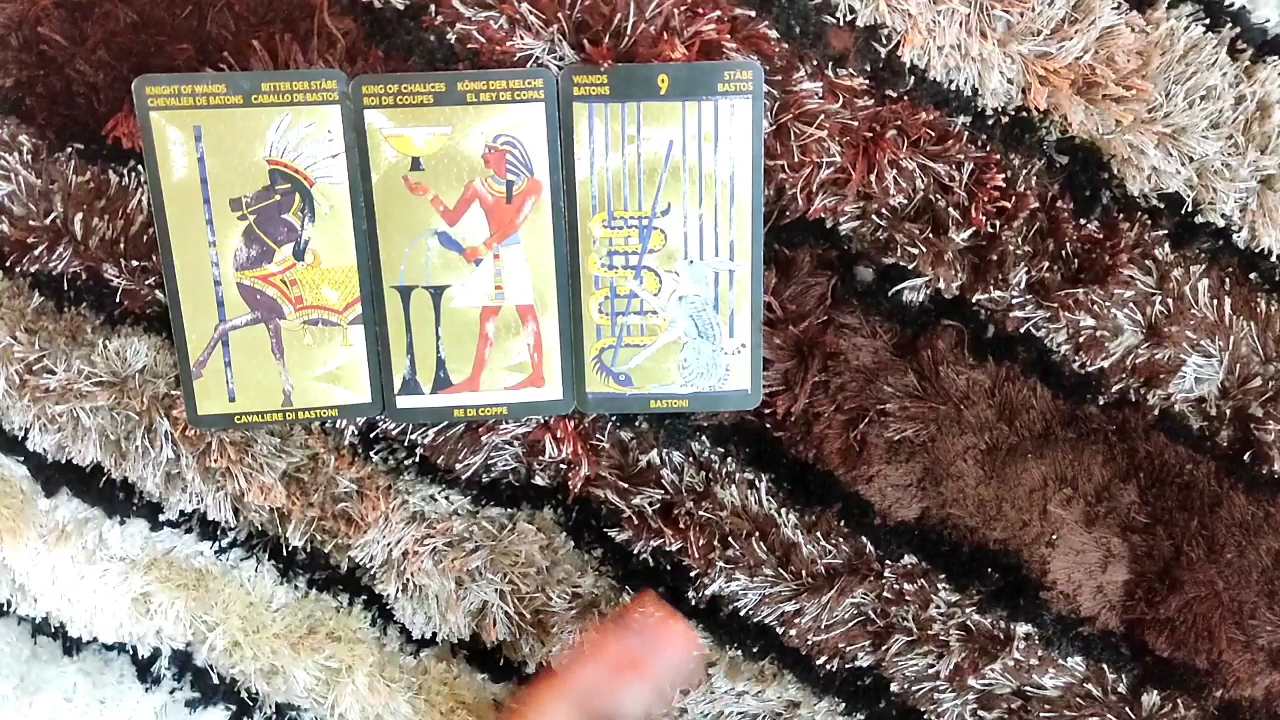 KNIGHT OF WANDS RITTER DER STÄBE
CHEVALIER DE BATONS CABALLO DE BASTOS
CAVALIERE DI BASTONI
KING OF CHALICES KÖNIG DER KELCHE
ROI DE COUPES EL REY DE COPAS
RE DI COPPE
WANDS 9 STÄBE
BATONS BASTOS
BASTONI